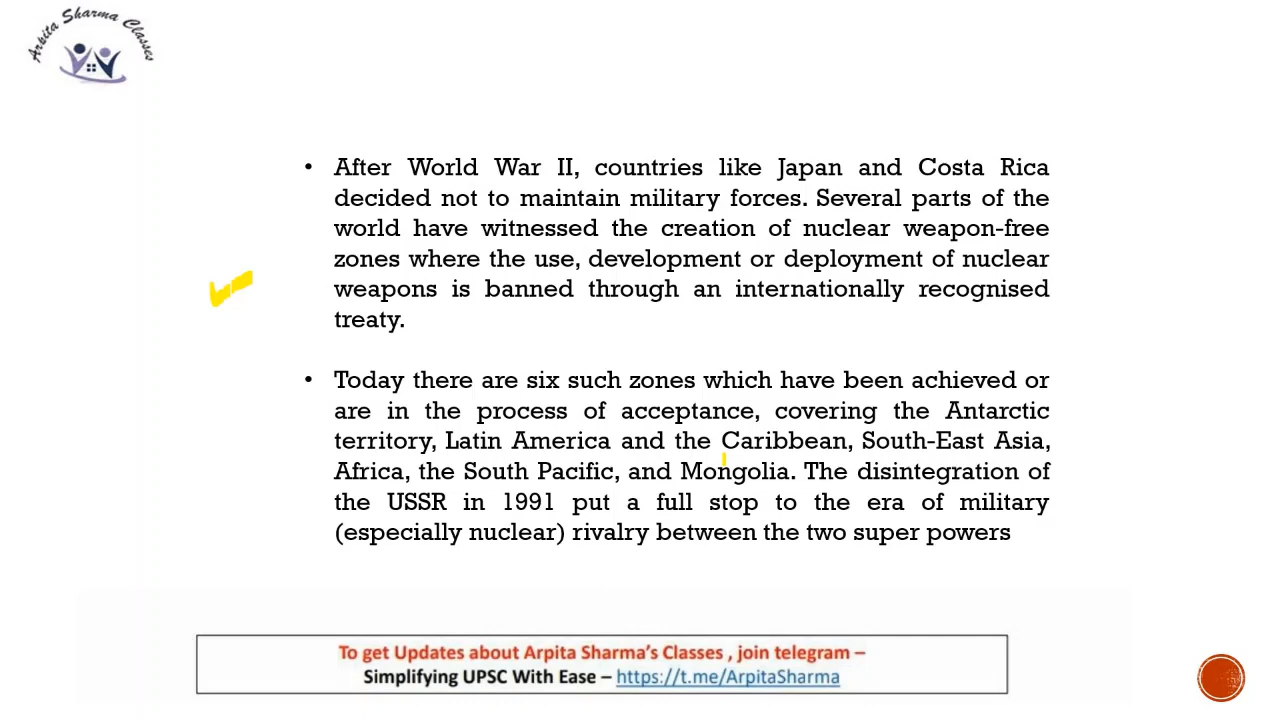 Arpita Sharma Classes
• After World War II, countries like Japan and Costa Rica
decided not to maintain military forces. Several parts of the
world have witnessed the creation of nuclear weapon-free
zones where the use, development or deployment of nuclear
weapons is banned through an internationally recognised
treaty.
• Today there are six such zones which have been achieved or
are in the process of acceptance, covering the Antarctic
territory, Latin America and the Caribbean, South-East Asia,
Africa, the South Pacific, and Mongolia. The disintegration of
the USSR in 1991 put a full stop to the era of military
(especially nuclear) rivalry between the two super powers
To get Updates about Arpita Sharma's Classes , join telegram –
Simplifying UPSC With Ease – https://t.me/ArpitaSharma